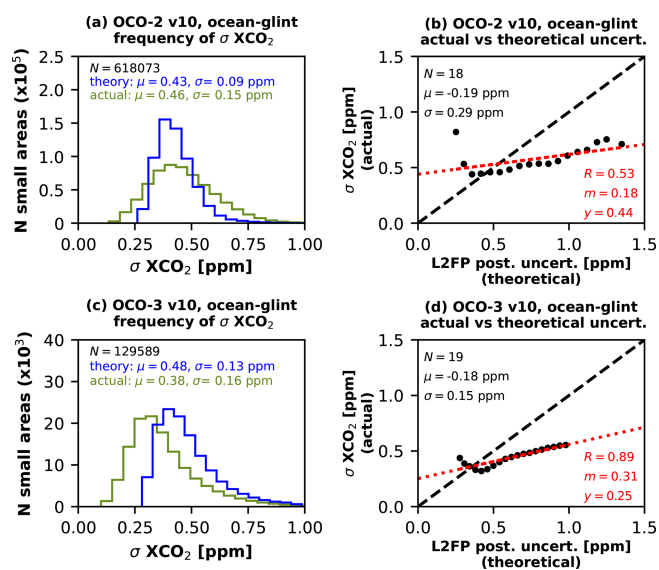 (a) OCO-2 v10, ocean-glint
frequency of σ XCO₂
N = 618073
theory: μ = 0.43, σ= 0.09 ppm
actual: μ = 0.46, σ= 0.15 ppm
N small areas (x10⁵)
2.5
2.0
1.5
1.0
0.5
0
0.00 0.25 0.50 0.75 1.00
σ XCO₂ [ppm]
(b) OCO-2 v10, ocean-glint
actual vs theoretical uncert.
N = 18
μ = -0.19 ppm
σ = 0.29 ppm
σ XCO₂ [ppm]
(actual)
1.5
1.0
0.5
0.0
R = 0.53
m = 0.18
y = 0.44
0.0 0.5 1.0 1.5
L2FP post. uncert. [ppm]
(theoretical)
(c) OCO-3 v10, ocean-glint
frequency of σ XCO₂
N = 129589
theory: μ = 0.48, σ= 0.13 ppm
actual: μ = 0.38, σ= 0.16 ppm
N small areas (x10³)
40
30
20
10
0
0.00 0.25 0.50 0.75 1.00
σ XCO₂ [ppm]
(d) OCO-3 v10, ocean-glint
actual vs theoretical uncert.
N = 19
μ = -0.18 ppm
σ = 0.15 ppm
σ XCO₂ [ppm]
(actual)
1.5
1.0
0.5
0.0
R = 0.89
m = 0.31
y = 0.25
0.0 0.5 1.0 1.5
L2FP post. uncert. [ppm]
(theoretical)